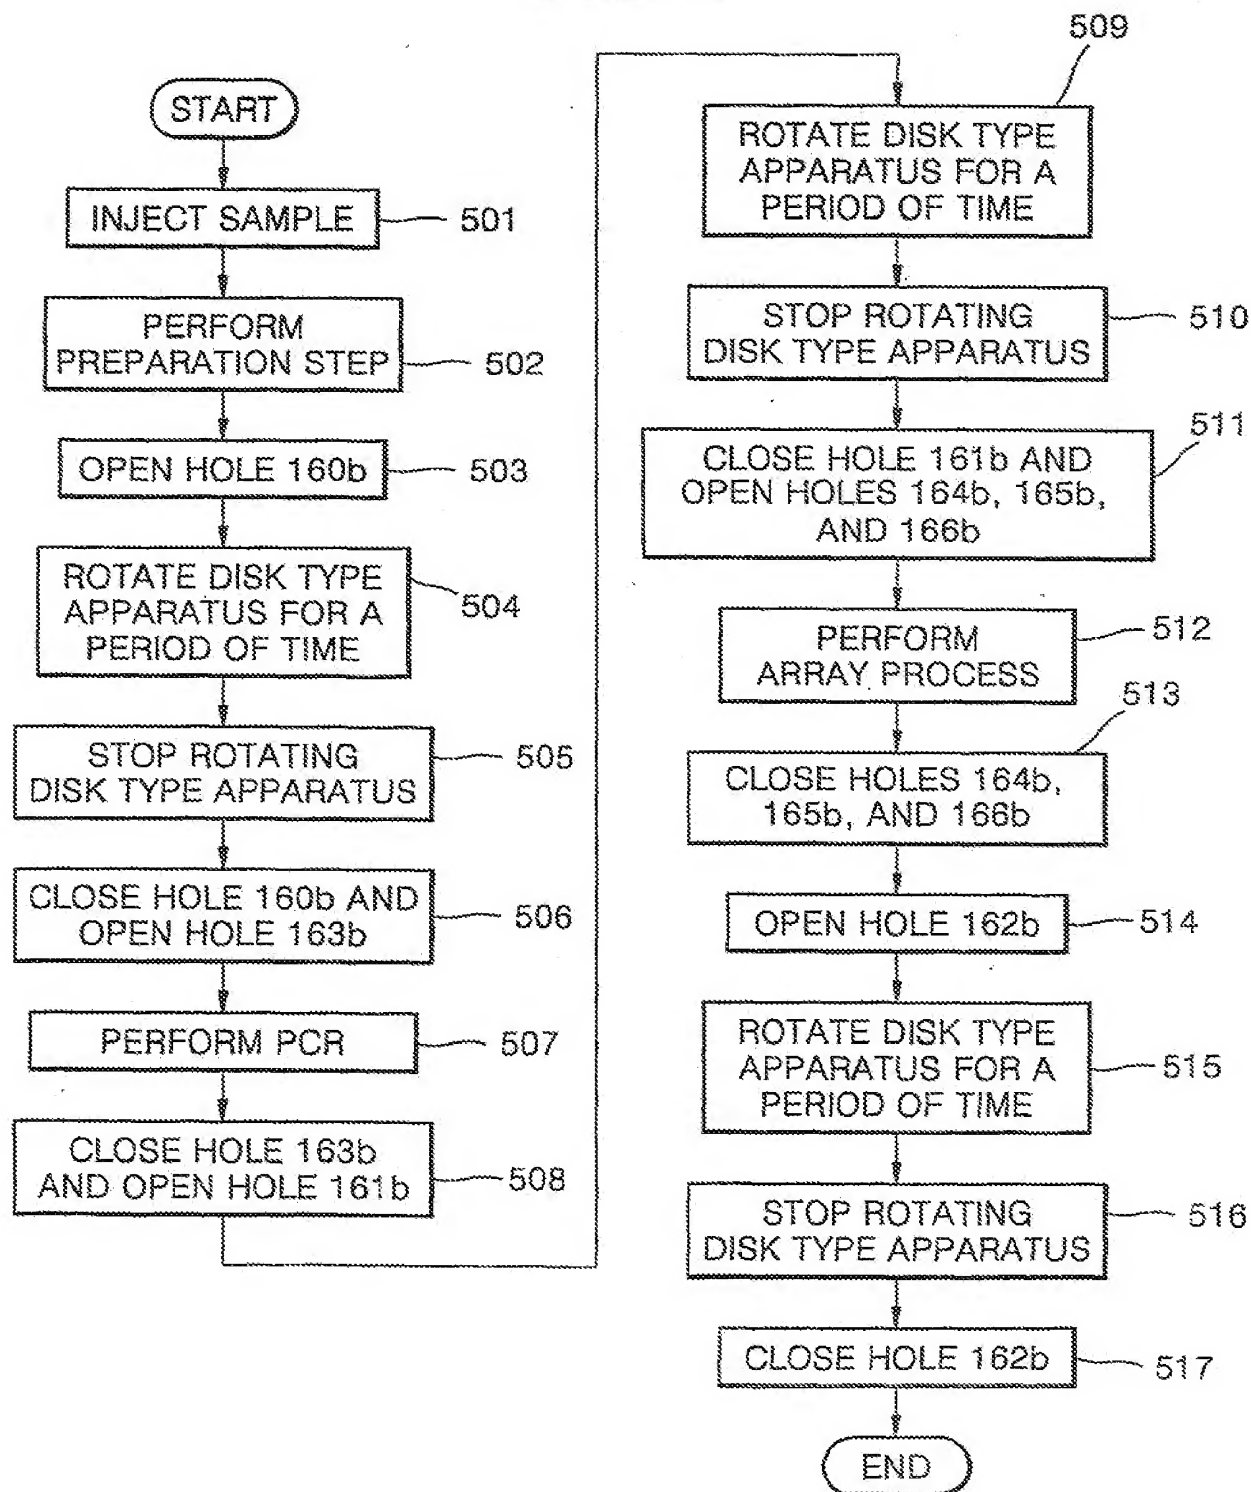 START
INJECT SAMPLE
501
PERFORM
PREPARATION STEP
502
OPEN HOLE 160b
503
ROTATE DISK TYPE
APPARATUS FOR A
PERIOD OF TIME
504
STOP ROTATING
DISK TYPE APPARATUS
505
CLOSE HOLE 160b AND
OPEN HOLE 163b
506
PERFORM PCR
507
CLOSE HOLE 163b
AND OPEN HOLE 161b
508
509
ROTATE DISK TYPE
APPARATUS FOR A
PERIOD OF TIME
STOP ROTATING
DISK TYPE APPARATUS
510
511
CLOSE HOLE 161b AND
OPEN HOLES 164b, 165b,
AND 166b
PERFORM
ARRAY PROCESS
512
513
CLOSE HOLES 164b,
165b, AND 166b
OPEN HOLE 162b
514
ROTATE DISK TYPE
APPARATUS FOR A
PERIOD OF TIME
515
STOP ROTATING
DISK TYPE APPARATUS
516
CLOSE HOLE 162b
517
END